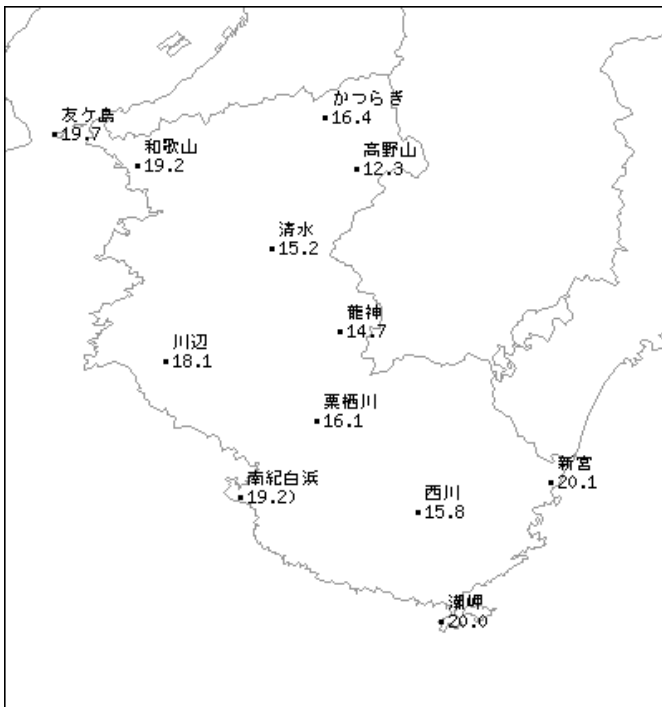 かつらぎ
16.4
友ケ島
19.7
和歌山
19.2
高野山
12.3
清水
15.2
龍神
14.7
川辺
18.1
栗栖川
16.1
新宮
20.1
南紀白浜
19.2)
西川
15.8
潮岬
20.0